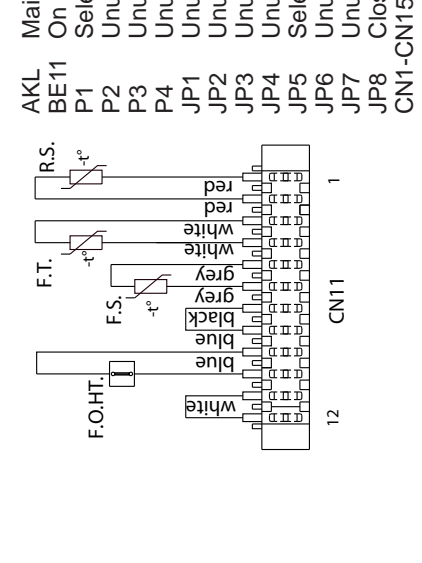 R.S.
-t°
F.T.
-t°
F.S.
-t°
F.O.HT.
red
red
white
white
grey
grey
black
blue
blue
white
1
CN11
12
AKL Mai
BE11 On
P1 Sele
P2 Unu
P3 Unu
P4 Unu
JP1 Unu
JP2 Unu
JP3 Unu
JP4 Unu
JP5 Sele
JP6 Unu
JP7 Unu
JP8 Clos
CN1-CN15